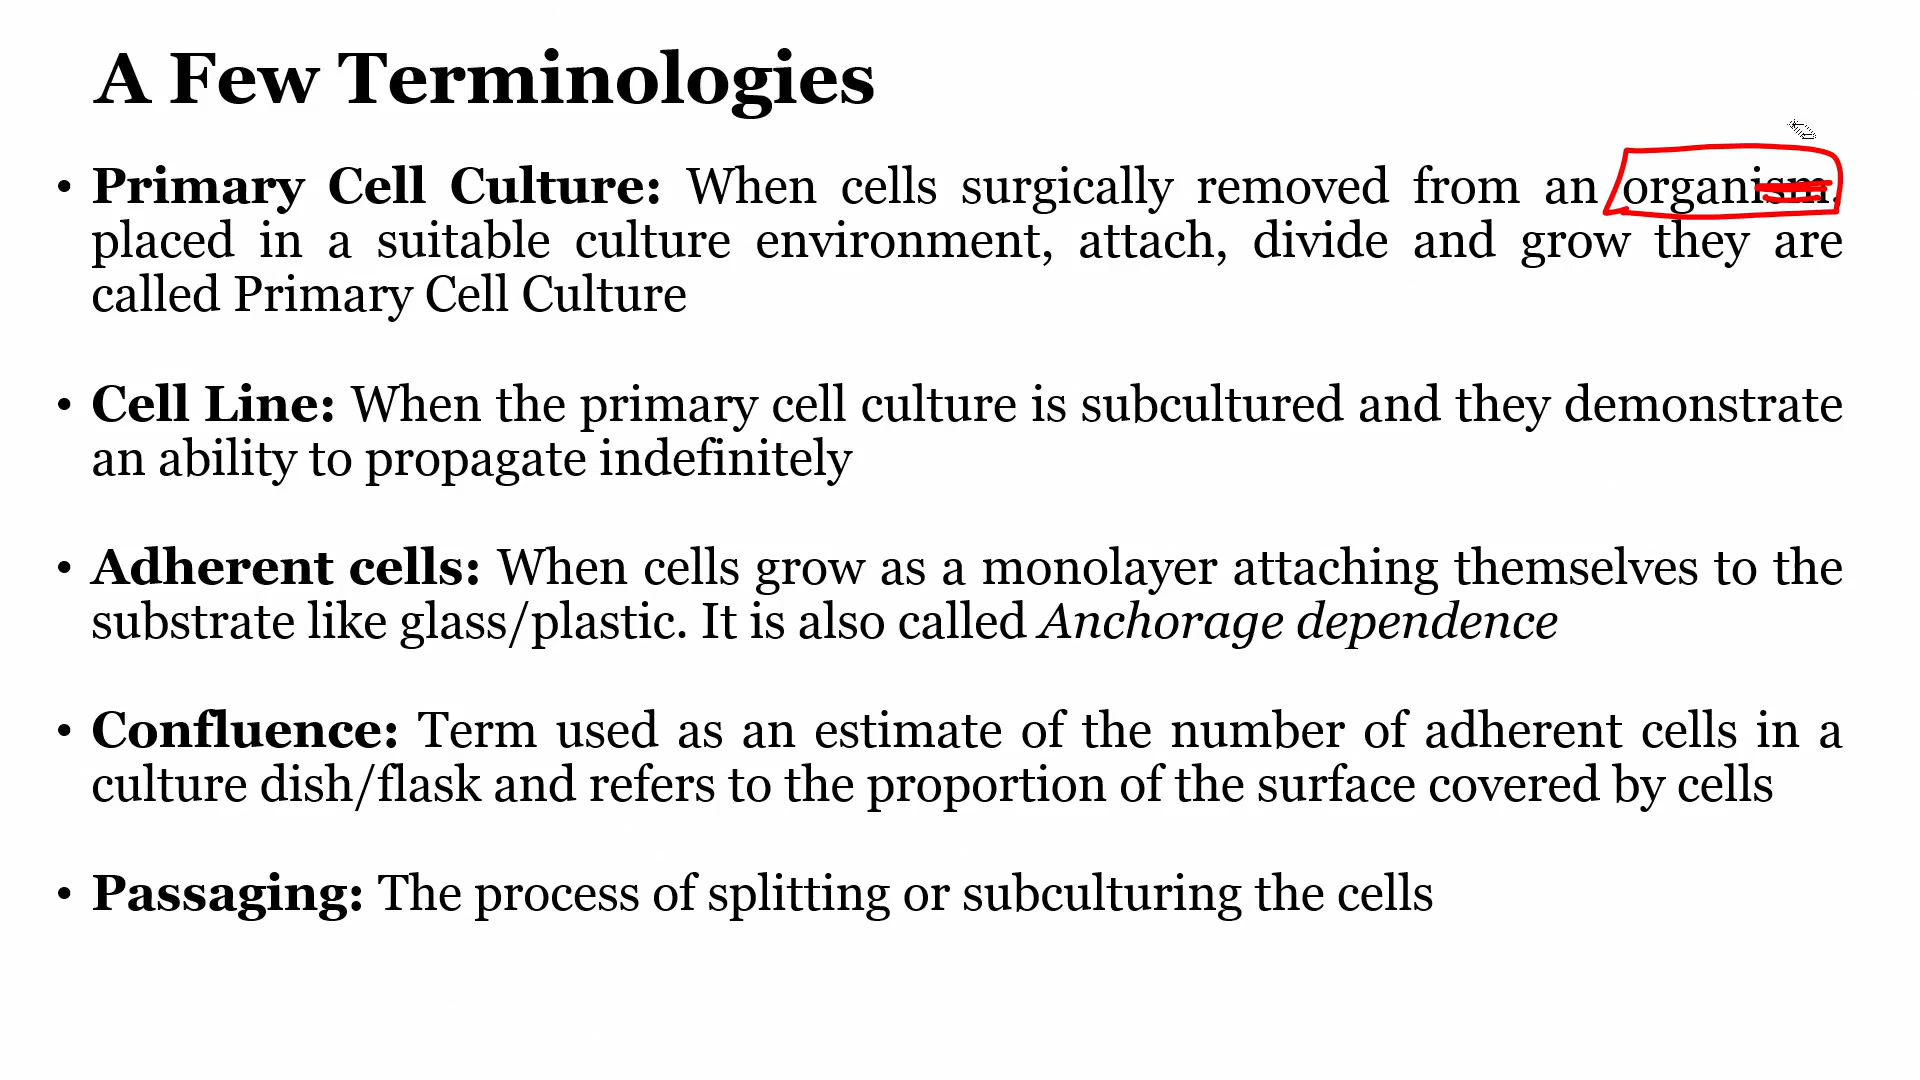 A Few Terminologies
• Primary Cell Culture: When cells surgically removed from an organism,
placed in a suitable culture environment, attach, divide and grow they are
called Primary Cell Culture
• Cell Line: When the primary cell culture is subcultured and they demonstrate
an ability to propagate indefinitely
• Adherent cells: When cells grow as a monolayer attaching themselves to the
substrate like glass/plastic. It is also called Anchorage dependence
• Confluence: Term used as an estimate of the number of adherent cells in a
culture dish/flask and refers to the proportion of the surface covered by cells
• Passaging: The process of splitting or subculturing the cells